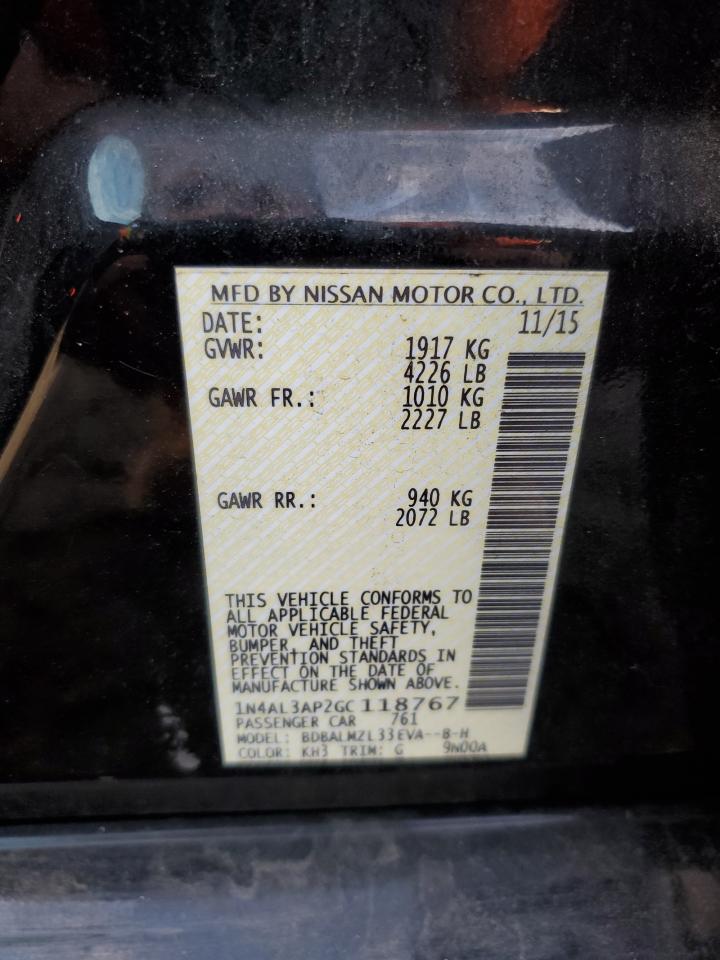 MFD BY NISSAN MOTOR CO., LTD.
DATE: 11/15
GVWR: 1917 KG
4226 LB
GAWR FR.: 1010 KG
2227 LB
GAWR RR.: 940 KG
2072 LB
THIS VEHICLE CONFORMS TO
ALL APPLICABLE FEDERAL
MOTOR VEHICLE SAFETY,
BUMPER, AND THEFT
PREVENTION STANDARDS IN
EFFECT ON THE DATE OF
MANUFACTURE SHOWN ABOVE.
1N4AL3AP2GC118767
PASSENGER CAR 761
MODEL: BDBALMZL33EVA--B-H
COLOR: KH3 TRIM: G 9N00A